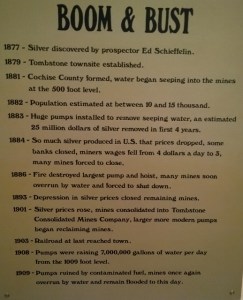 BOOM & BUST
1877 - Silver discovered by prospector Ed Schieffelin.
1879 - Tombstone townsite established.
1881 - Cochise County formed, water began seeping into the mines
at the 500 foot level.
1882 - Population estimated at between 10 and 15 thousand.
1883 - Huge pumps installed to remove seeping water, an estimated
25 million dollars of silver removed in first 4 years.
1884 - So much silver produced in U.S. that prices dropped, some
banks closed, miners wages fell from 4 dollars a day to 3,
many mines forced to close.
1886 - Fire destroyed largest pump and hoist, many mines soon
overrun by water and forced to shut down.
1893 - Depression in silver prices closed remaining mines.
1901 - Silver prices rose, mines consolidated into Tombstone
Consolidated Mines Company, larger more modern pumps
began reclaiming mines.
1903 - Railroad at last reached town.
1908 - Pumps were raising 7,000,000 gallons of water per day
from the 1000 foot level.
1909 - Pumps ruined by contaminated fuel, mines once again
overrun by water and remain flooded to this day.